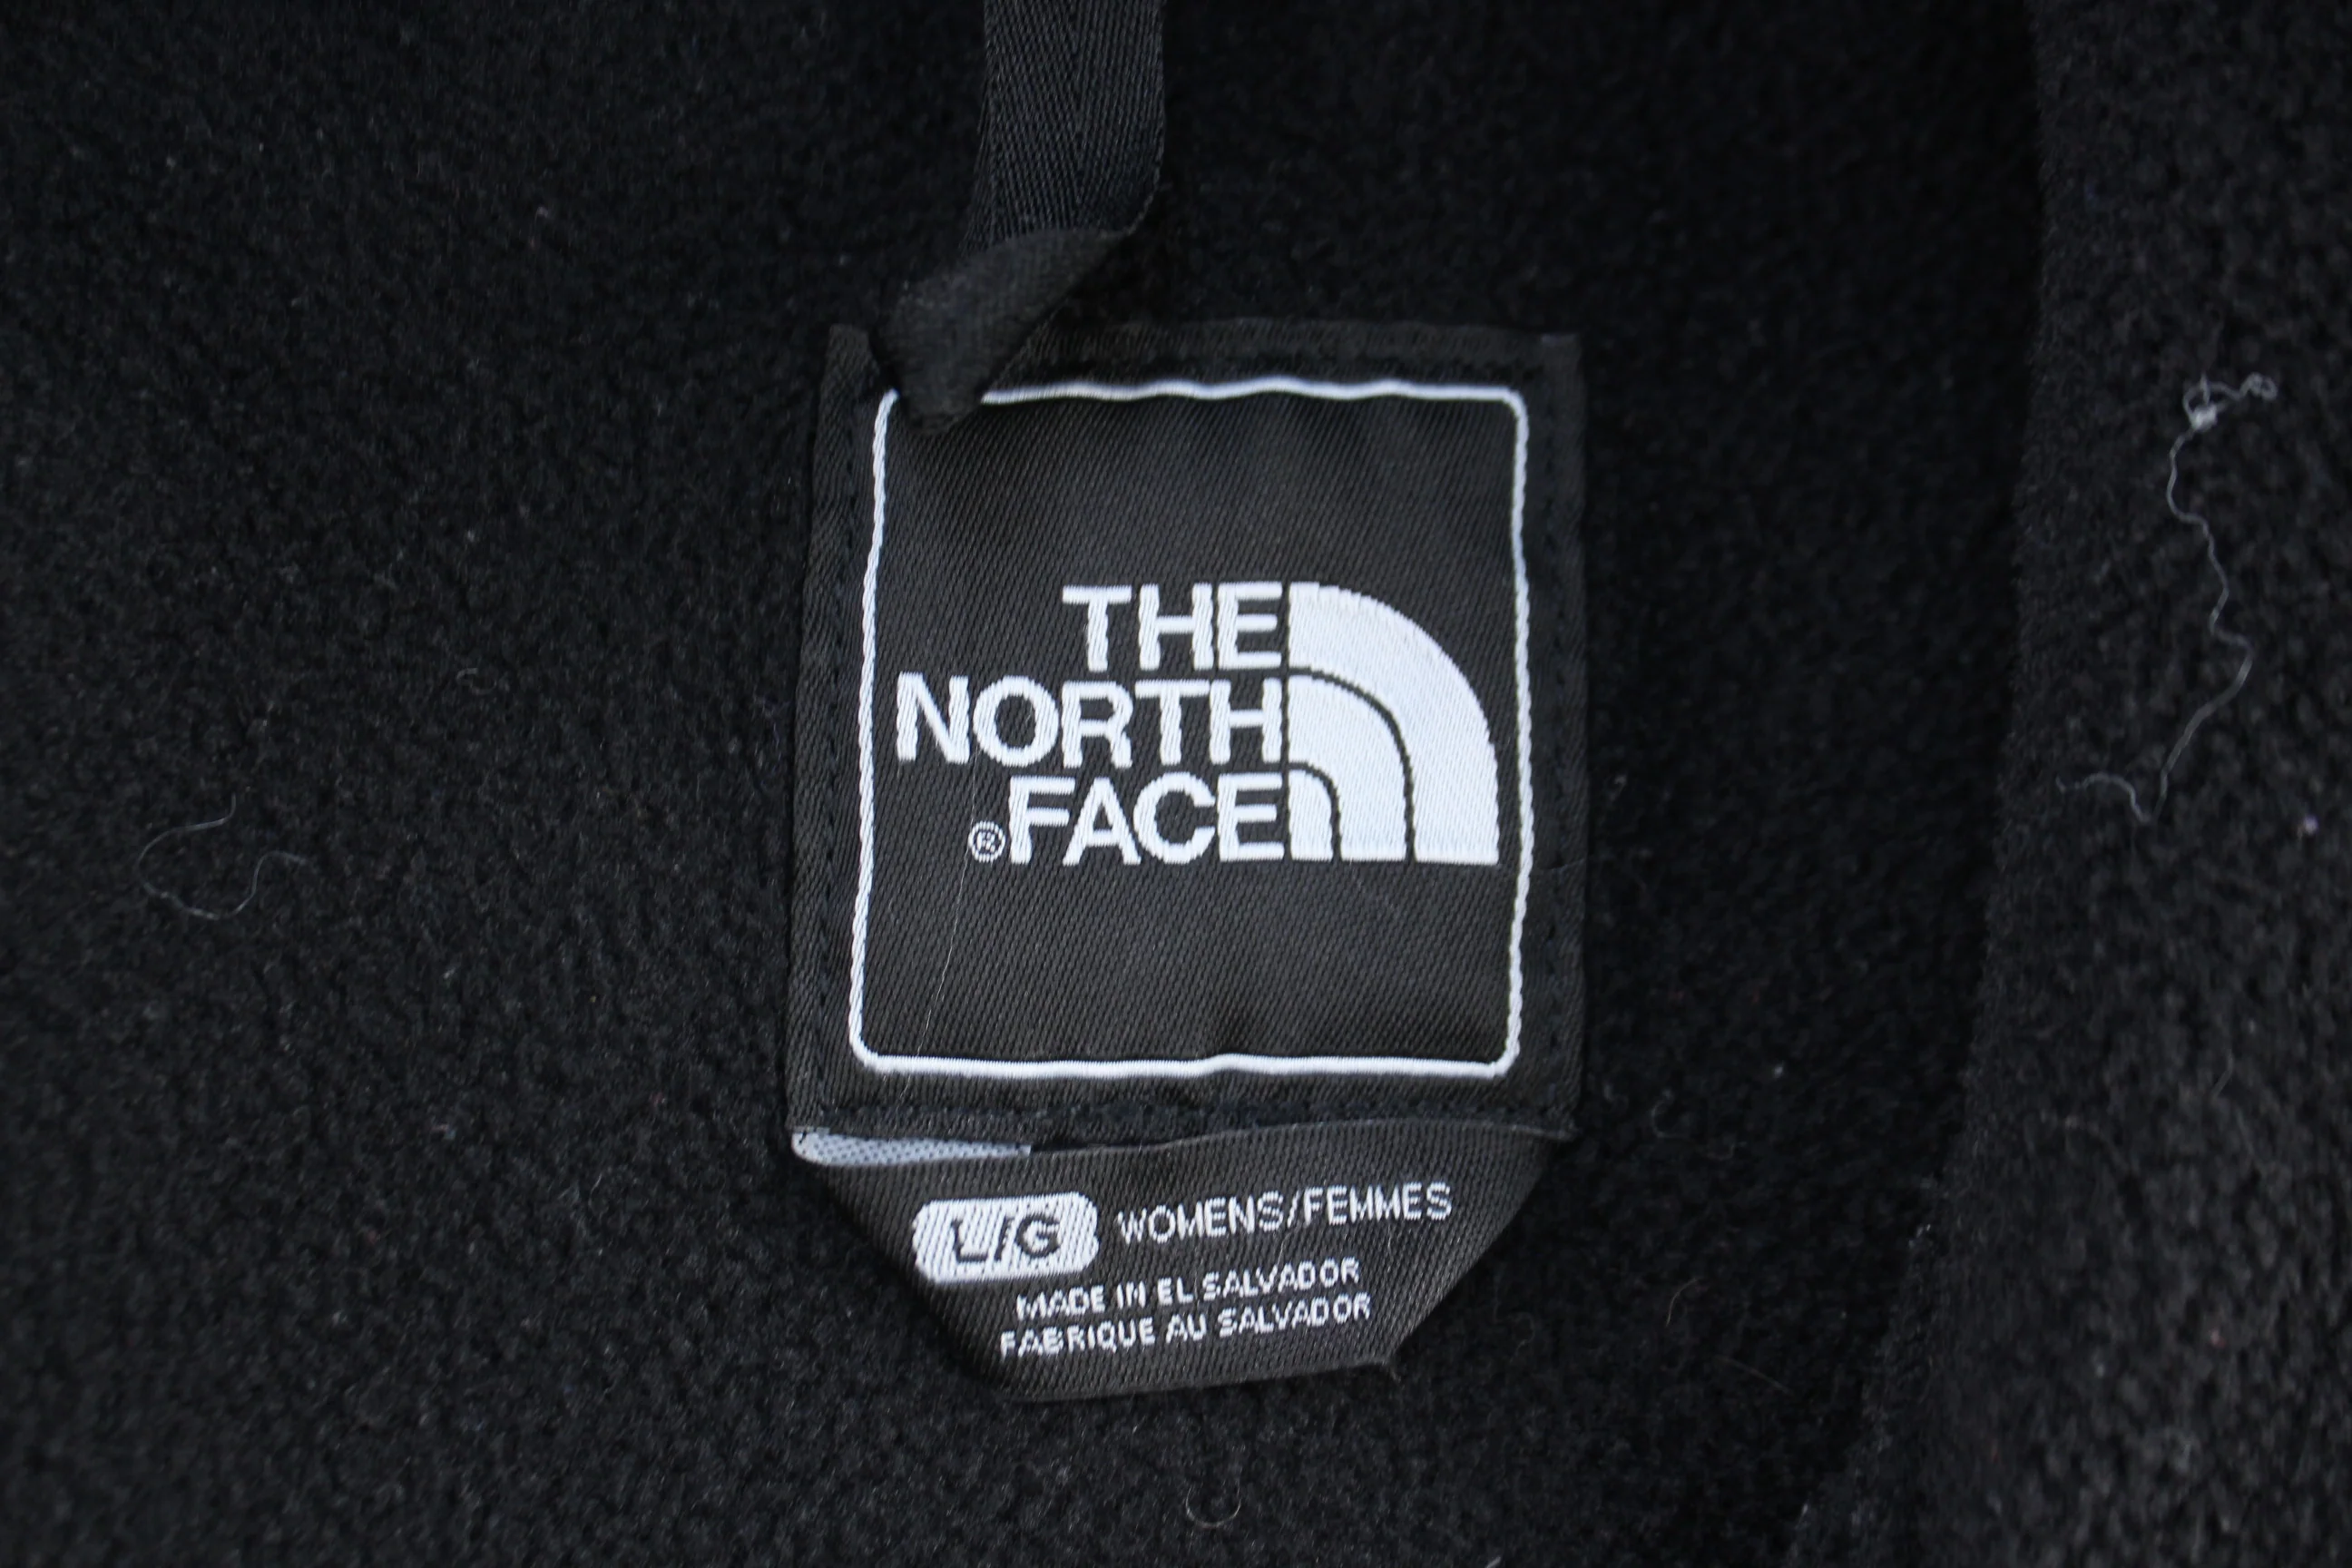 THE
NORTH
®FACE
L/G WOMENS/FEMMES
MADE IN EL SALVADOR
FABRIQUE AU SALVADOR